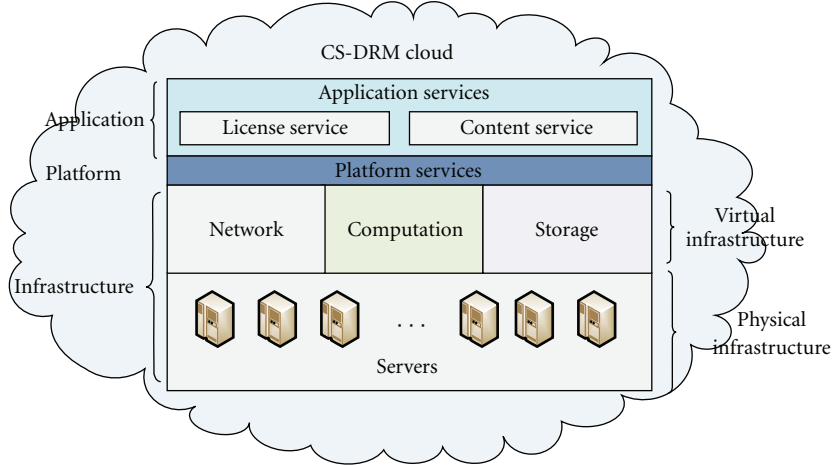 CS-DRM cloud
Application services
License service
Content service
Application
Platform
Platform services
Network
Computation
Storage
Virtual
infrastructure
Infrastructure
. . .
Servers
Physical
infrastructure